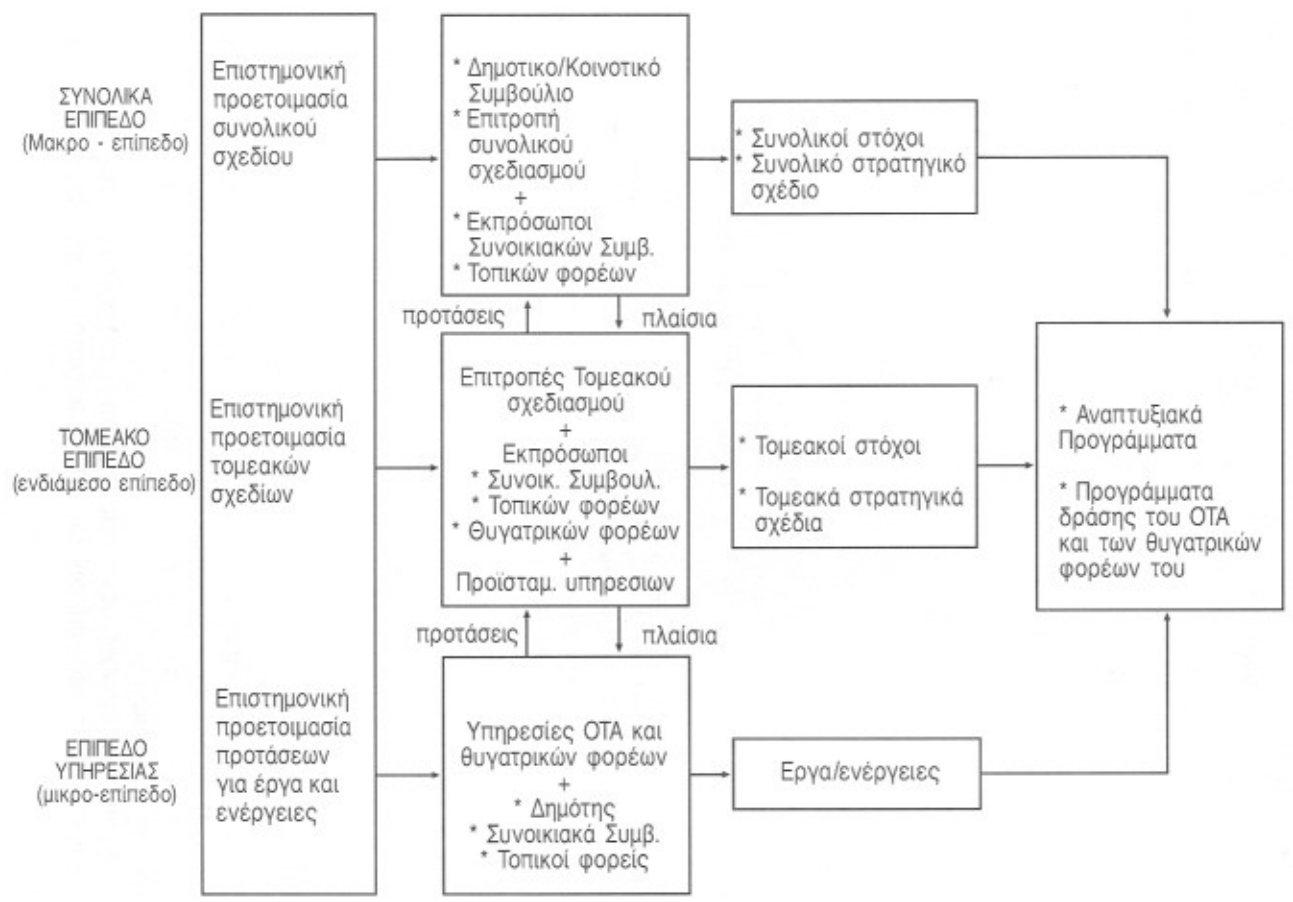 ΣΥΝΟΛΙΚΑ
ΕΠΙΠΕΔΟ
(Μακρο - επίπεδο)
Επιστημονική
προετοιμασία
συνολικού
σχεδίου
* Δημοτικο/Κοινοτικό
Συμβούλιο
* Επιτροπή
συνολικού
σχεδιασμού
+
* Εκπρόσωποι
Συνοικιακών Συμβ.
* Τοπικών φορέων
* Συνολικοί στόχοι
* Συνολικό στρατηγικό
σχέδιο
προτάσεις
πλαίσια
ΤΟΜΕΑΚΟ
ΕΠΙΠΕΔΟ
(ενδιάμεσο επίπεδο)
Επιστημονική
προετοιμασία
τομεακών
σχεδίων
Επιτροπές Τομεακού
σχεδιασμού
+
Εκπρόσωποι
* Συνοικ. Συμβουλ.
* Τοπικών φορέων
* Θυγατρικών φορέων
+
Προϊσταμ. υπηρεσιων
* Τομεακοί στόχοι
* Τομεακά στρατηγικά
σχέδια
* Αναπτυξιακά
Προγράμματα
* Προγράμματα
δράσης του ΟΤΑ
και των θυγατρικών
φορέων του
προτάσεις
πλαίσια
ΕΠΙΠΕΔΟ
ΥΠΗΡΕΣΙΑΣ
(μικρο-επίπεδο)
Επιστημονική
προετοιμασία
προτάσεων
για έργα και
ενέργειες
Υπηρεσίες ΟΤΑ και
θυγατρικών φορέων
+
* Δημότης
* Συνοικιακά Συμβ.
* Τοπικοί φορείς
Εργα/ενέργειες